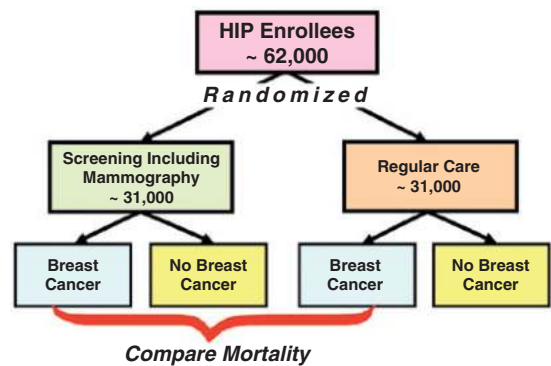 HIP Enrollees
~ 62,000
Randomized
Screening Including
Mammography
~ 31,000
Regular Care
~ 31,000
Breast
Cancer
No Breast
Cancer
Breast
Cancer
No Breast
Cancer
Compare Mortality